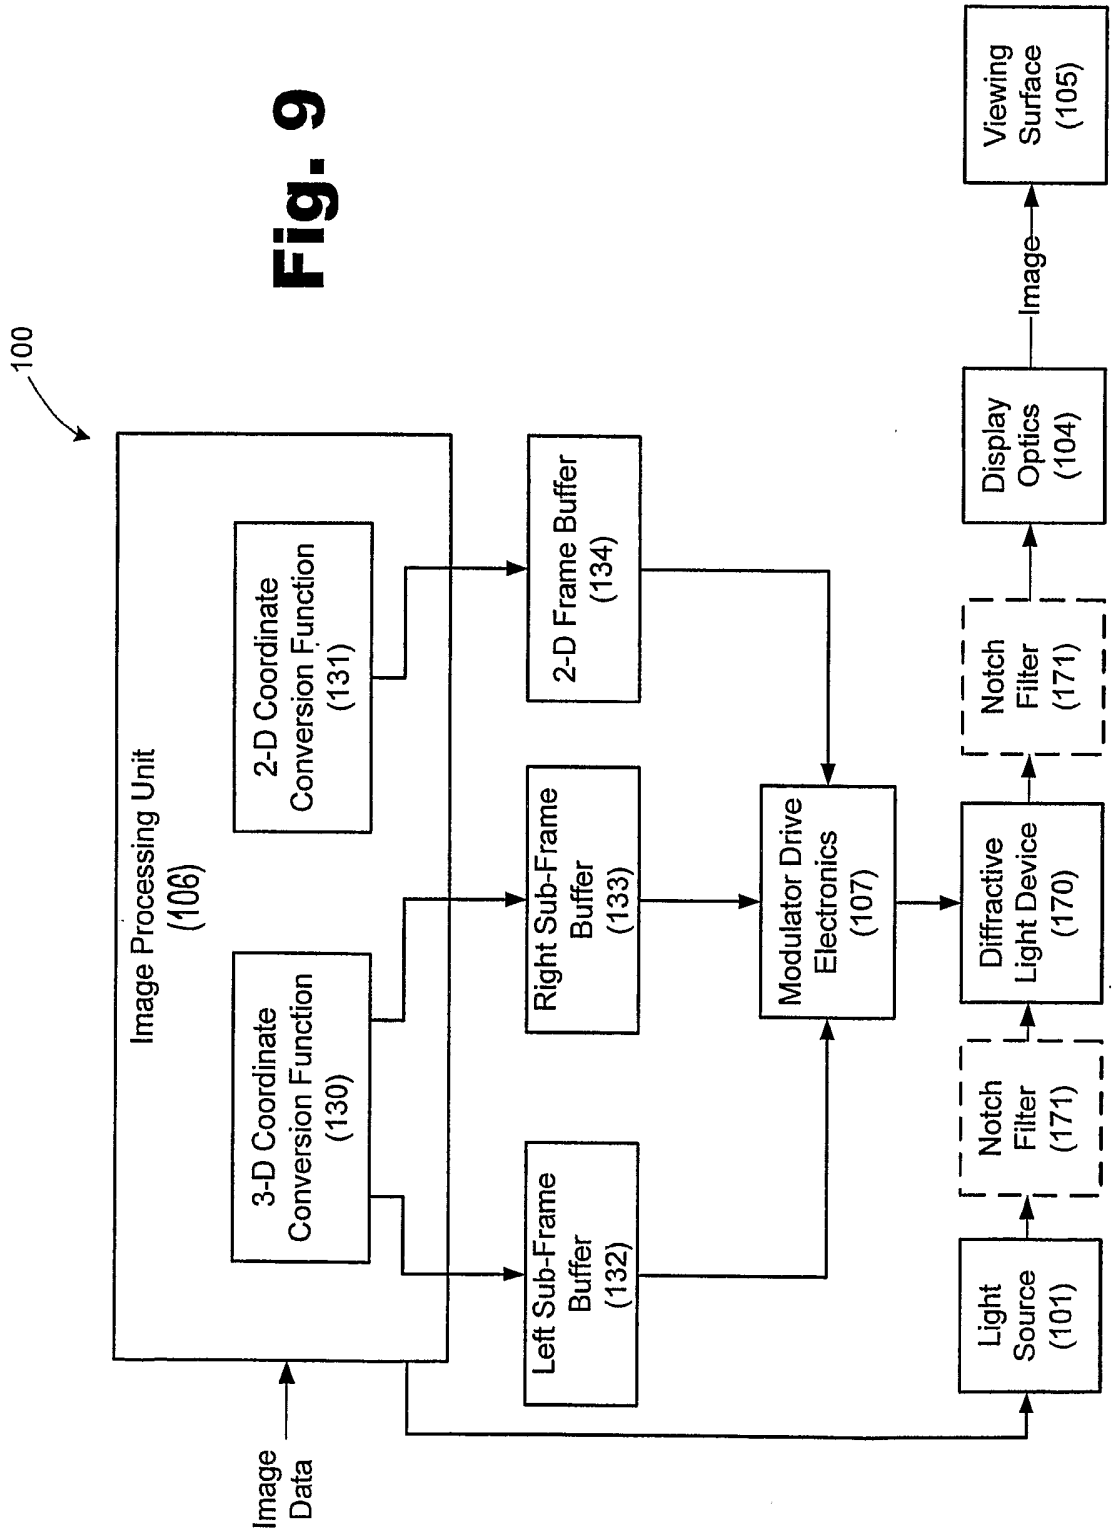 100
Image Processing Unit
(106)
Image
Data
3-D Coordinate
Conversion Function
(130)
2-D Coordinate
Conversion Function
(131)
Left Sub-Frame
Buffer
(132)
Right Sub-Frame
Buffer
(133)
2-D Frame Buffer
(134)
Modulator Drive
Electronics
(107)
Light
Source
(101)
Notch
Filter
(171)
Diffractive
Light Device
(170)
Notch
Filter
(171)
Display
Optics
(104)
Image
Viewing
Surface
(105)
Fig. 9